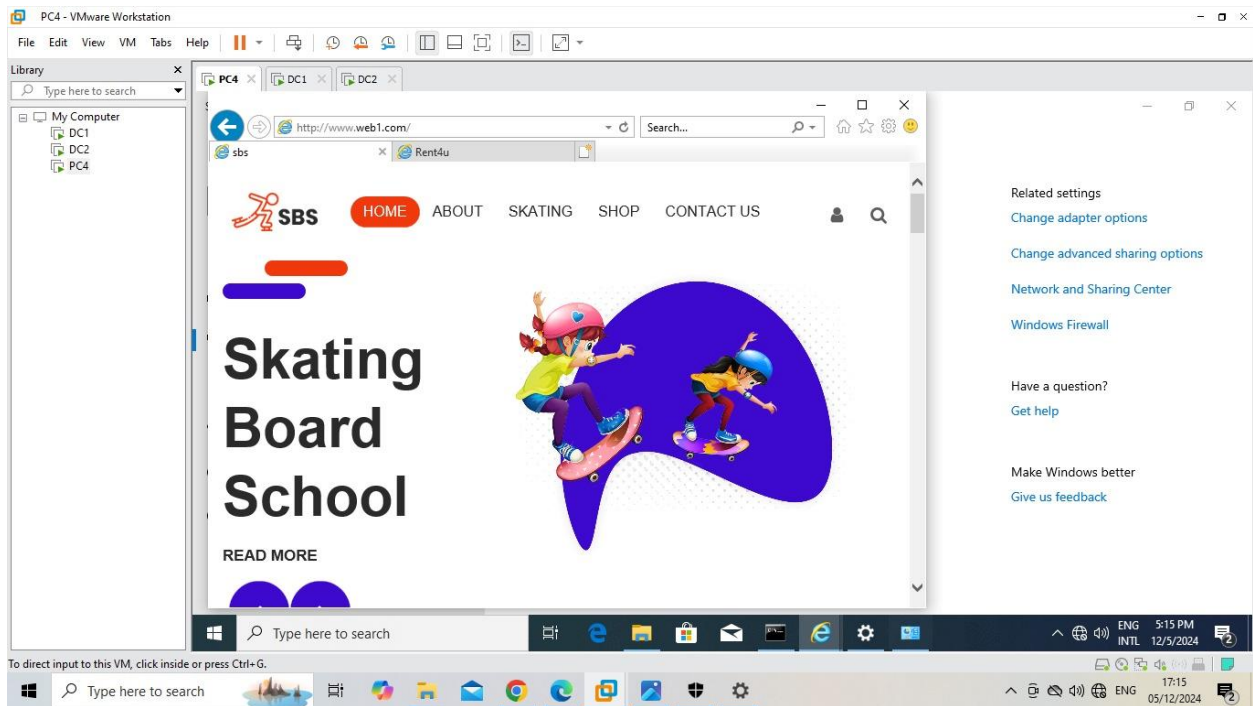 PC4 - VMware Workstation
File Edit View VM Tabs Help
Library
Type here to search
My Computer
DC1
DC2
PC4
PC4 DC1 DC2
http://www.web1.com/ Search...
sbs Rent4u
SBS HOME ABOUT SKATING SHOP CONTACT US
Skating
Board
School
READ MORE
Related settings
Change adapter options
Change advanced sharing options
Network and Sharing Center
Windows Firewall
Have a question?
Get help
Make Windows better
Give us feedback
Type here to search
ENG 5:15 PM
INTL 12/5/2024
2
To direct input to this VM, click inside or press Ctrl+G.
Type here to search
ENG 17:15
05/12/2024
2